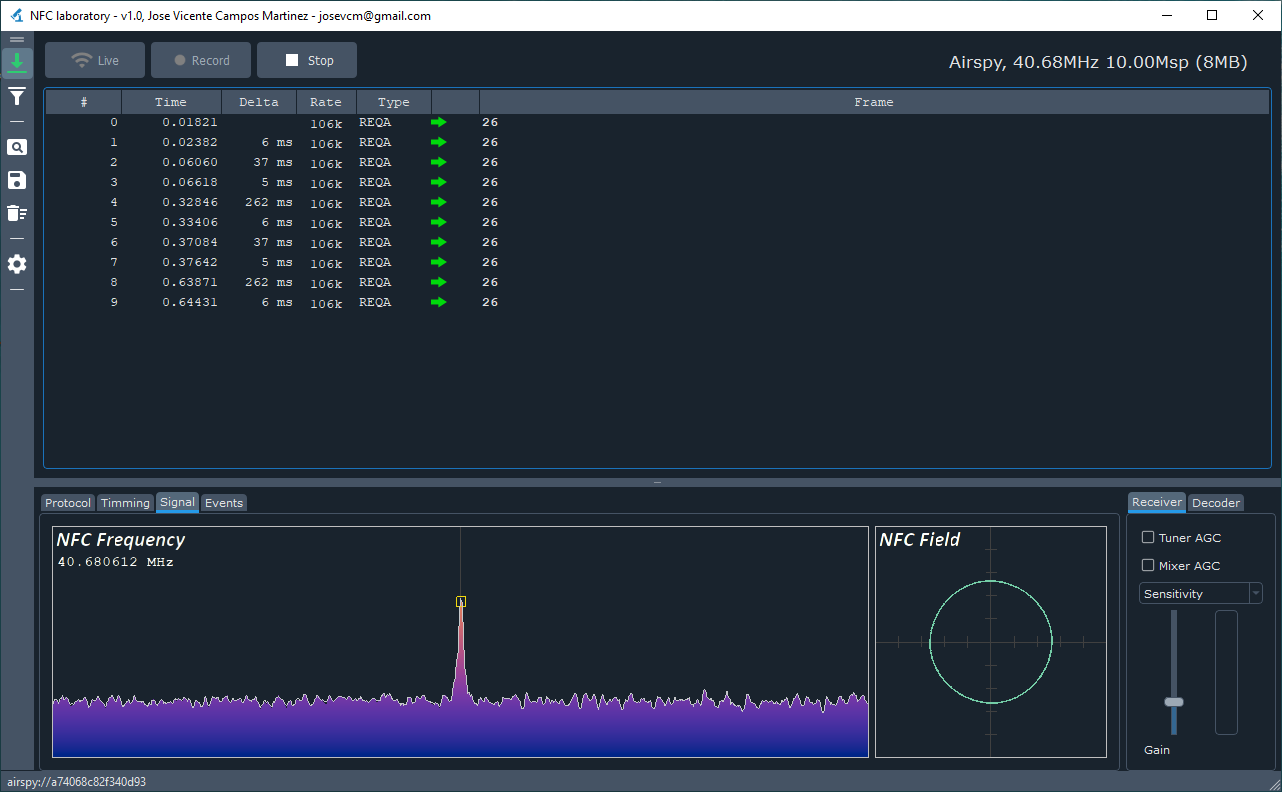 NFC laboratory - v1.0, Jose Vicente Campos Martinez - josevcm@gmail.com
Live Record Stop Airspy, 40.68MHz 10.00Msp (8MB)
# Time Delta Rate Type Frame
0 0.01821 106k REQA 26
1 0.02382 6 ms 106k REQA 26
2 0.06060 37 ms 106k REQA 26
3 0.06618 5 ms 106k REQA 26
4 0.32846 262 ms 106k REQA 26
5 0.33406 6 ms 106k REQA 26
6 0.37084 37 ms 106k REQA 26
7 0.37642 5 ms 106k REQA 26
8 0.63871 262 ms 106k REQA 26
9 0.64431 6 ms 106k REQA 26
Protocol Timming Signal Events
NFC Frequency
40.680612 MHz
NFC Field
Receiver Decoder
Tuner AGC
Mixer AGC
Sensitivity
Gain
airspy://a74068c82f340d93